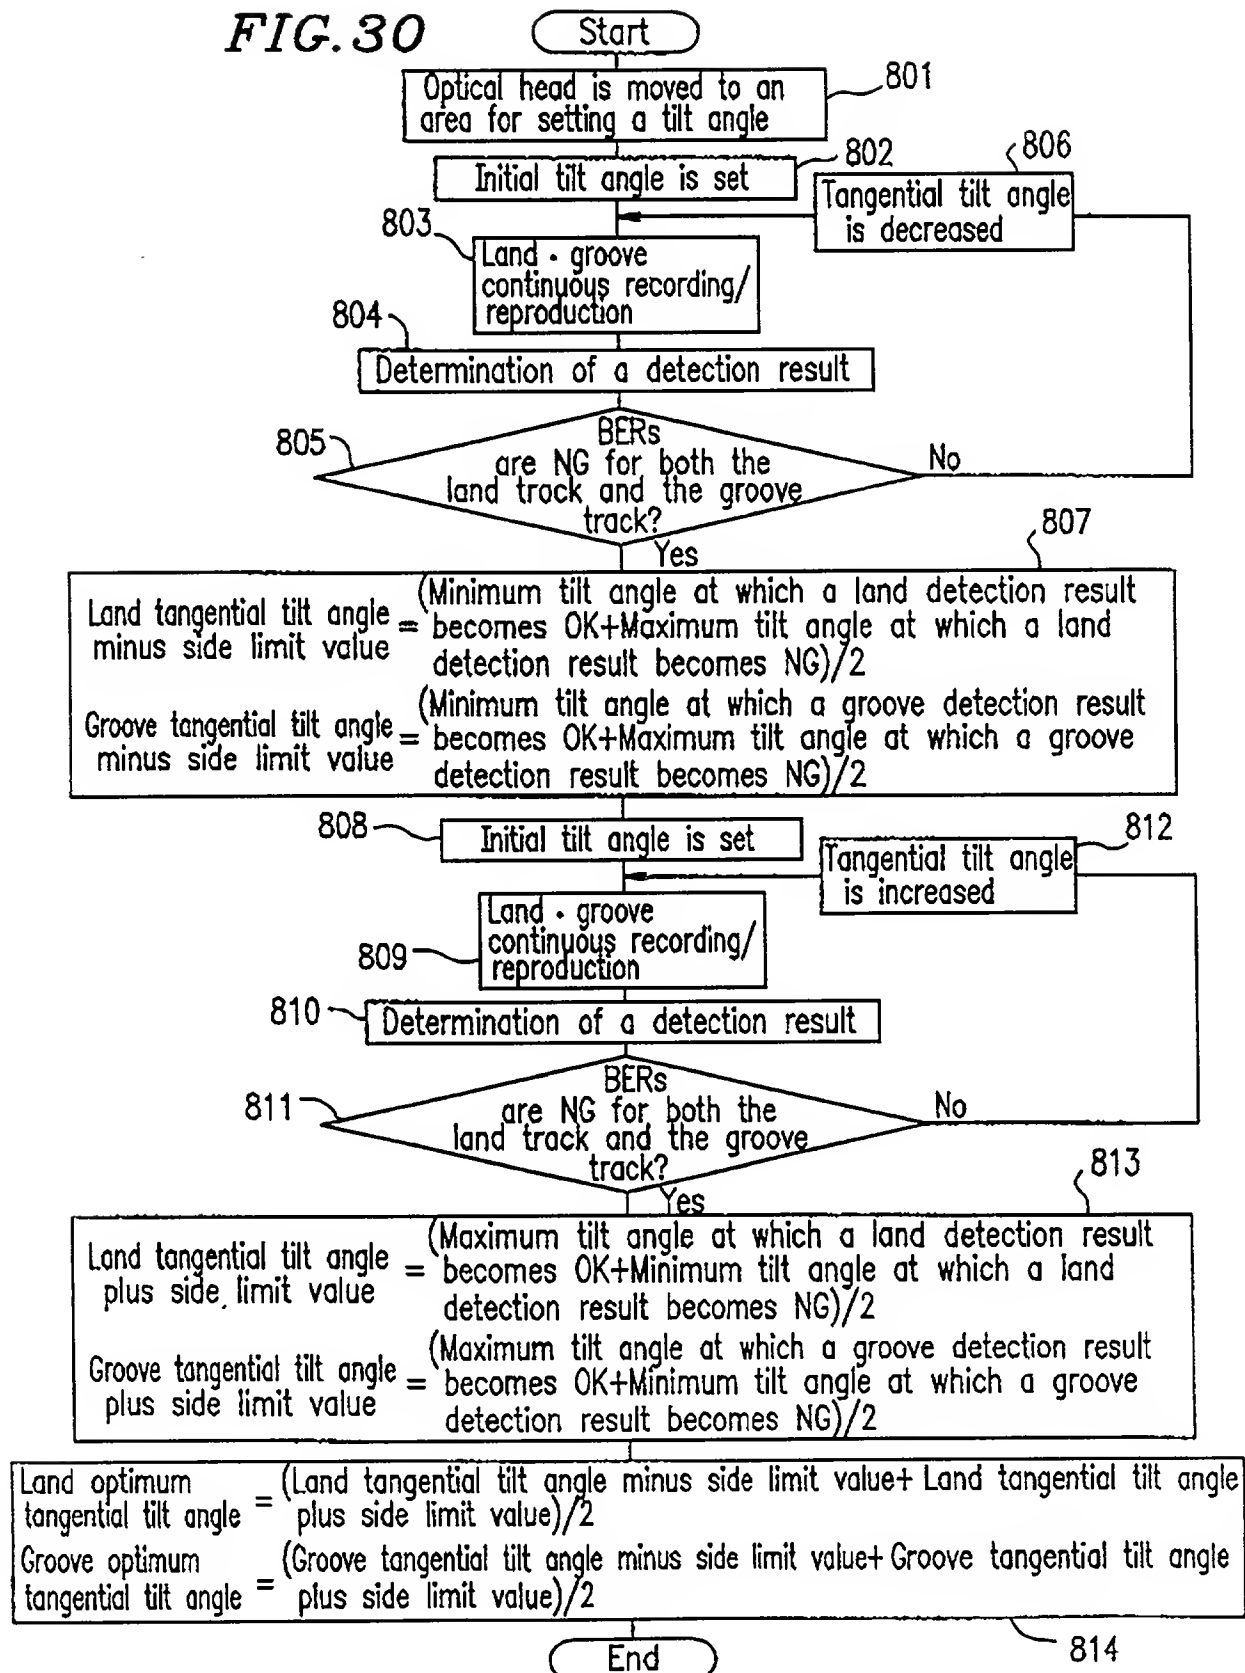 FIG.30
Start
Optical head is moved to an
area for setting a tilt angle
801
Initial tilt angle is set
802
806
Tangential tilt angle
is decreased
803
Land · groove
continuous recording/
reproduction
804
Determination of a detection result
805
BERs
are NG for both the
land track and the groove
track?
No
Yes
807
Land tangential tilt angle
minus side limit value
=
(Minimum tilt angle at which a land detection result
becomes OK+Maximum tilt angle at which a land
detection result becomes NG)/2
Groove tangential tilt angle
minus side limit value
=
(Minimum tilt angle at which a groove detection result
becomes OK+Maximum tilt angle at which a groove
detection result becomes NG)/2
808
Initial tilt angle is set
812
Tangential tilt angle
is increased
809
Land · groove
continuous recording/
reproduction
810
Determination of a detection result
811
BERs
are NG for both the
land track and the groove
track?
No
Yes
813
Land tangential tilt angle
plus side limit value
=
(Maximum tilt angle at which a land detection result
becomes OK+Minimum tilt angle at which a land
detection result becomes NG)/2
Groove tangential tilt angle
plus side limit value
=
(Maximum tilt angle at which a groove detection result
becomes OK+Minimum tilt angle at which a groove
detection result becomes NG)/2
Land optimum
tangential tilt angle
=
(Land tangential tilt angle minus side limit value+ Land tangential tilt angle
plus side limit value)/2
Groove optimum
tangential tilt angle
=
(Groove tangential tilt angle minus side limit value+ Groove tangential tilt angle
plus side limit value)/2
814
End